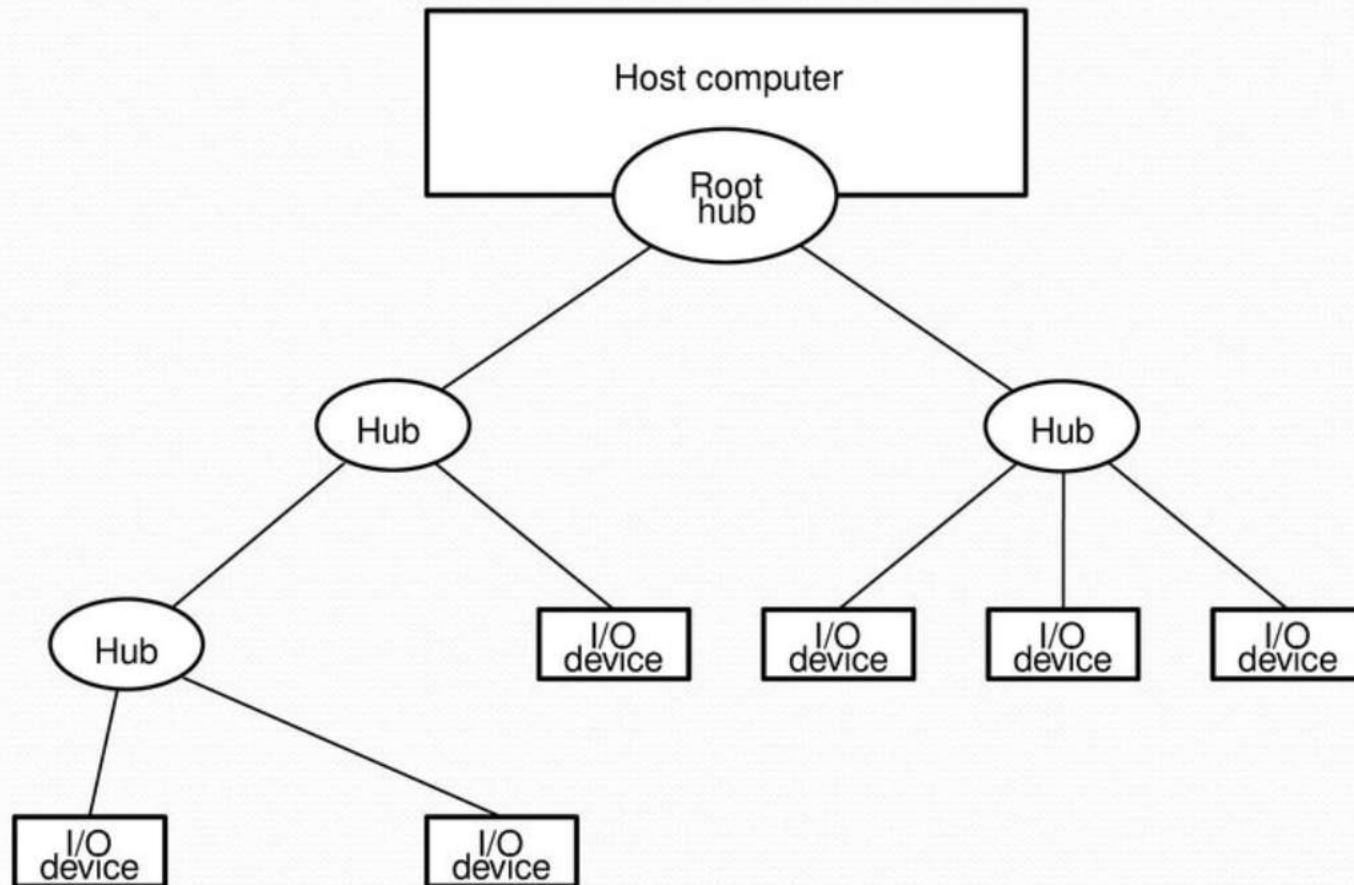 Host computer
Root
hub
Hub
Hub
Hub
I/O
device
I/O
device
I/O
device
I/O
device
I/O
device
I/O
device